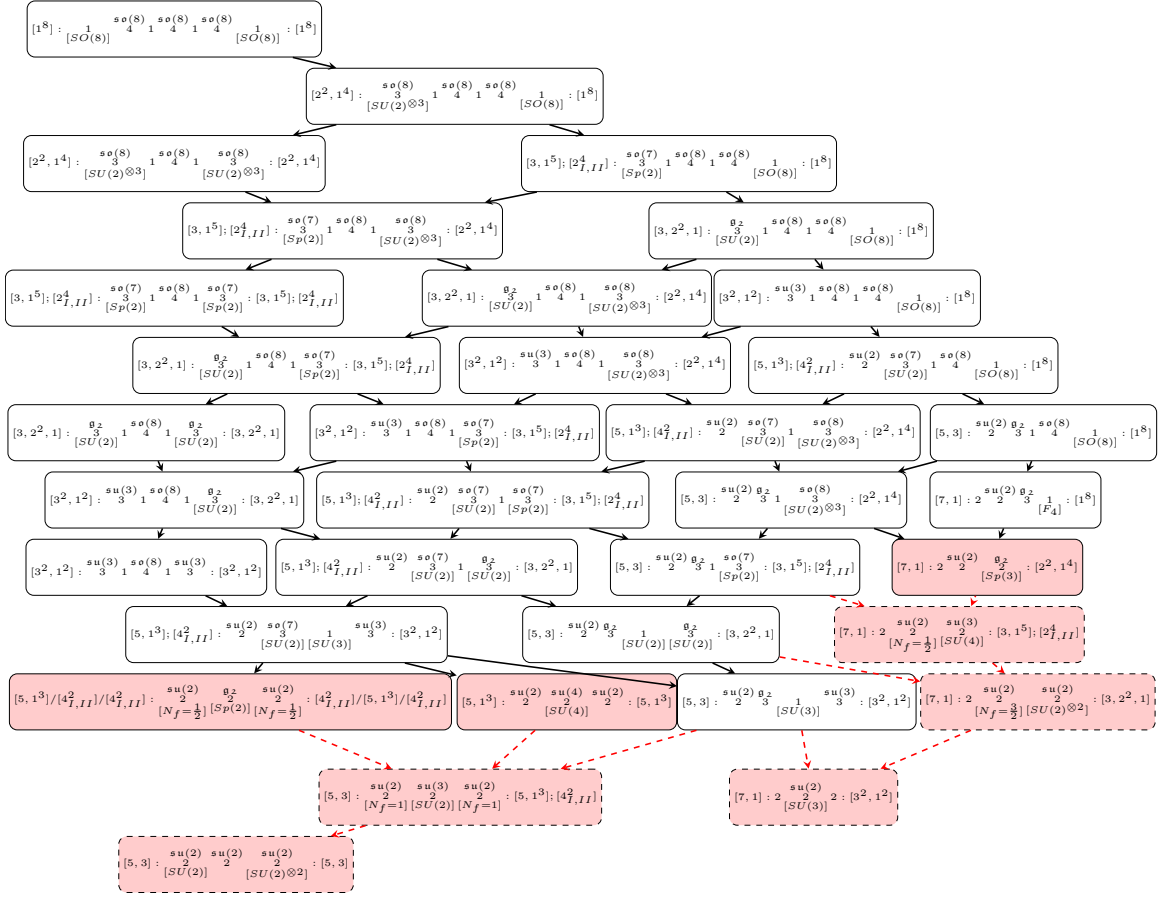 𝔰𝔬(8) 𝔰𝔬(8) 𝔰𝔬(8)
[1^8] : 1 4 1 4 1 4 1 : [1^8]
[SO(8)] [SO(8)]
𝔰𝔬(8) 𝔰𝔬(8) 𝔰𝔬(8)
[2^2, 1^4] : 3 1 4 1 4 1 : [1^8]
[SU(2)^{⊗3}] [SO(8)]
𝔰𝔬(8) 𝔰𝔬(8) 𝔰𝔬(8)
[2^2, 1^4] : 3 1 4 1 3 : [2^2, 1^4]
[SU(2)^{⊗3}] [SU(2)^{⊗3}]
𝔰𝔬(7) 𝔰𝔬(8) 𝔰𝔬(8)
[3, 1^5]; [2^4_{I,II}] : 3 1 4 1 4 1 : [1^8]
[Sp(2)] [SO(8)]
𝔰𝔬(7) 𝔰𝔬(8) 𝔰𝔬(8)
[3, 1^5]; [2^4_{I,II}] : 3 1 4 1 3 : [2^2, 1^4]
[Sp(2)] [SU(2)^{⊗3}]
𝔤_2 𝔰𝔬(8) 𝔰𝔬(8)
[3, 2^2, 1] : 3 1 4 1 4 1 : [1^8]
[SU(2)] [SO(8)]
𝔰𝔬(7) 𝔰𝔬(8) 𝔰𝔬(7)
[3, 1^5]; [2^4_{I,II}] : 3 1 4 1 3 : [3, 1^5]; [2^4_{I,II}]
[Sp(2)] [Sp(2)]
𝔤_2 𝔰𝔬(8) 𝔰𝔬(8)
[3, 2^2, 1] : 3 1 4 1 3 : [2^2, 1^4]
[SU(2)] [SU(2)^{⊗3}]
𝔰𝔲(3) 𝔰𝔬(8) 𝔰𝔬(8)
[3^2, 1^2] : 3 1 4 1 4 1 : [1^8]
[SO(8)]
𝔤_2 𝔰𝔬(8) 𝔰𝔬(7)
[3, 2^2, 1] : 3 1 4 1 3 : [3, 1^5]; [2^4_{I,II}]
[SU(2)] [Sp(2)]
𝔰𝔲(3) 𝔰𝔬(8) 𝔰𝔬(8)
[3^2, 1^2] : 3 1 4 1 3 : [2^2, 1^4]
[SU(2)^{⊗3}]
𝔰𝔲(2) 𝔰𝔬(7) 𝔰𝔬(8)
[5, 1^3]; [4^2_{I,II}] : 2 3 1 4 1 : [1^8]
[SU(2)] [SO(8)]
𝔤_2 𝔰𝔬(8) 𝔤_2
[3, 2^2, 1] : 3 1 4 1 3 : [3, 2^2, 1]
[SU(2)] [SU(2)]
𝔰𝔲(3) 𝔰𝔬(8) 𝔰𝔬(7)
[3^2, 1^2] : 3 1 4 1 3 : [3, 1^5]; [2^4_{I,II}]
[Sp(2)]
𝔰𝔲(2) 𝔰𝔬(7) 𝔰𝔬(8)
[5, 1^3]; [4^2_{I,II}] : 2 3 1 3 : [2^2, 1^4]
[SU(2)] [SU(2)^{⊗3}]
𝔰𝔲(2) 𝔤_2 𝔰𝔬(8)
[5, 3] : 2 3 1 4 1 : [1^8]
[SO(8)]
𝔰𝔲(3) 𝔰𝔬(8) 𝔤_2
[3^2, 1^2] : 3 1 4 1 3 : [3, 2^2, 1]
[SU(2)]
𝔰𝔲(2) 𝔰𝔬(7) 𝔰𝔬(7)
[5, 1^3]; [4^2_{I,II}] : 2 3 1 3 : [3, 1^5]; [2^4_{I,II}]
[SU(2)] [Sp(2)]
𝔰𝔲(2) 𝔤_2 𝔰𝔬(8)
[5, 3] : 2 3 1 3 : [2^2, 1^4]
[SU(2)^{⊗3}]
𝔰𝔲(2) 𝔤_2
[7, 1] : 2 2 3 1 : [1^8]
[F_4]
𝔰𝔲(3) 𝔰𝔬(8) 𝔰𝔲(3)
[3^2, 1^2] : 3 1 4 1 3 : [3^2, 1^2]
𝔰𝔲(2) 𝔰𝔬(7) 𝔤_2
[5, 1^3]; [4^2_{I,II}] : 2 3 1 3 : [3, 2^2, 1]
[SU(2)] [SU(2)]
𝔰𝔲(2) 𝔤_2 𝔰𝔬(7)
[5, 3] : 2 3 1 3 : [3, 1^5]; [2^4_{I,II}]
[Sp(2)]
𝔰𝔲(2) 𝔤_2
[7, 1] : 2 2 2 : [2^2, 1^4]
[Sp(3)]
𝔰𝔲(2) 𝔰𝔬(7) 𝔰𝔲(3)
[5, 1^3]; [4^2_{I,II}] : 2 3 1 3 : [3^2, 1^2]
[SU(2)] [SU(3)]
𝔰𝔲(2) 𝔤_2 𝔤_2
[5, 3] : 2 3 1 3 : [3, 2^2, 1]
[SU(2)] [SU(2)]
𝔰𝔲(2) 𝔰𝔲(3)
[7, 1] : 2 2 2 : [3, 1^5]; [2^4_{I,II}]
[N_f=1/2] [SU(4)]
𝔰𝔲(2) 𝔤_2 𝔰𝔲(2)
[5, 1^3]/[4^2_{I,II}]/[4^2_{I,II}] : 2 2 2 : [4^2_{I,II}]/[5, 1^3]/[4^2_{I,II}]
[N_f=1/2] [Sp(2)] [N_f=1/2]
𝔰𝔲(2) 𝔰𝔲(4) 𝔰𝔲(2)
[5, 1^3] : 2 2 2 : [5, 1^3]
[SU(4)]
𝔰𝔲(2) 𝔤_2 𝔰𝔲(3)
[5, 3] : 2 3 1 3 : [3^2, 1^2]
[SU(3)]
𝔰𝔲(2) 𝔰𝔲(2)
[7, 1] : 2 2 2 : [3, 2^2, 1]
[N_f=3/2] [SU(2)^{⊗2}]
𝔰𝔲(2) 𝔰𝔲(3) 𝔰𝔲(2)
[5, 3] : 2 2 2 : [5, 1^3]; [4^2_{I,II}]
[N_f=1] [SU(2)] [N_f=1]
𝔰𝔲(2)
[7, 1] : 2 2 2 : [3^2, 1^2]
[SU(3)]
𝔰𝔲(2) 𝔰𝔲(2) 𝔰𝔲(2)
[5, 3] : 2 2 2 : [5, 3]
[SU(2)] [SU(2)^{⊗2}]